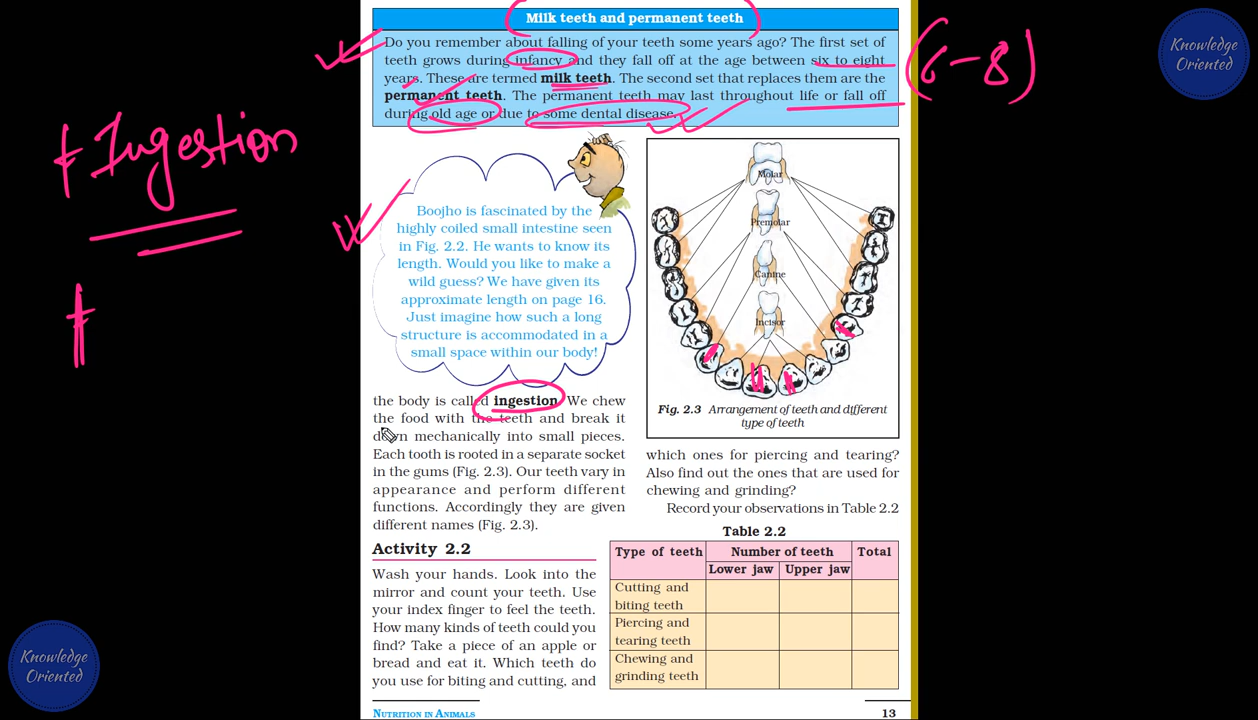 Milk teeth and permanent teeth
Do you remember about falling of your teeth some years ago? The first set of
teeth grows during infancy and they fall off at the age between six to eight
years. These are termed milk teeth. The second set that replaces them are the
permanent teeth. The permanent teeth may last throughout life or fall off
during old age or due to some dental disease.
(6-8)
Knowledge
Oriented
Ingestion
Boojho is fascinated by the
highly coiled small intestine seen
in Fig. 2.2. He wants to know its
length. Would you like to make a
wild guess? We have given its
approximate length on page 16.
Just imagine how such a long
structure is accommodated in a
small space within our body!
Molar
Premolar
Canine
Incisor
Fig. 2.3 Arrangement of teeth and different
type of teeth
the body is called ingestion. We chew
the food with the teeth and break it
down mechanically into small pieces.
Each tooth is rooted in a separate socket
in the gums (Fig. 2.3). Our teeth vary in
appearance and perform different
functions. Accordingly they are given
different names (Fig. 2.3).
Activity 2.2
Wash your hands. Look into the
mirror and count your teeth. Use
your index finger to feel the teeth.
How many kinds of teeth could you
find? Take a piece of an apple or
bread and eat it. Which teeth do
you use for biting and cutting, and
which ones for piercing and tearing?
Also find out the ones that are used for
chewing and grinding?
Record your observations in Table 2.2
Table 2.2
Type of teeth Number of teeth Total
Lower jaw Upper jaw
Cutting and
biting teeth
Piercing and
tearing teeth
Chewing and
grinding teeth
Knowledge
Oriented
NUTRITION IN ANIMALS
13